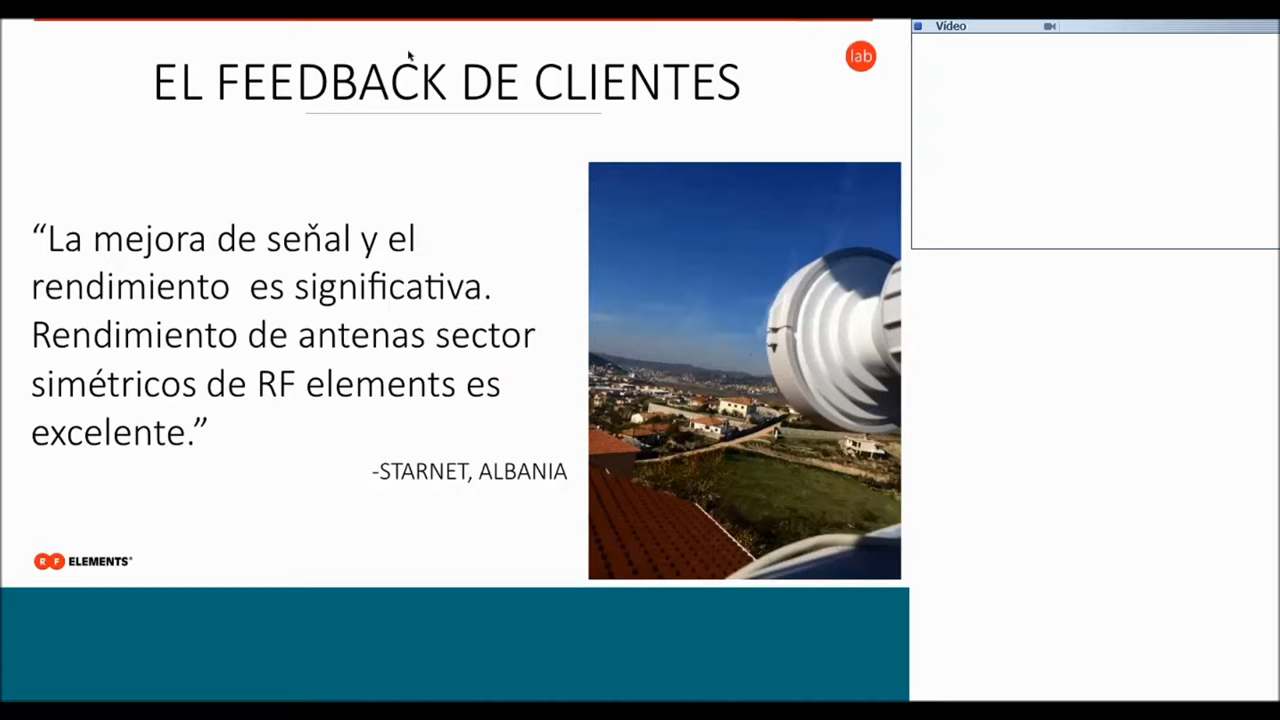 Vídeo
EL FEEDBACK DE CLIENTES
lab
“La mejora de seňal y el
rendimiento es significativa.
Rendimiento de antenas sector
simétricos de RF elements es
excelente.”
-STARNET, ALBANIA
RF ELEMENTS®